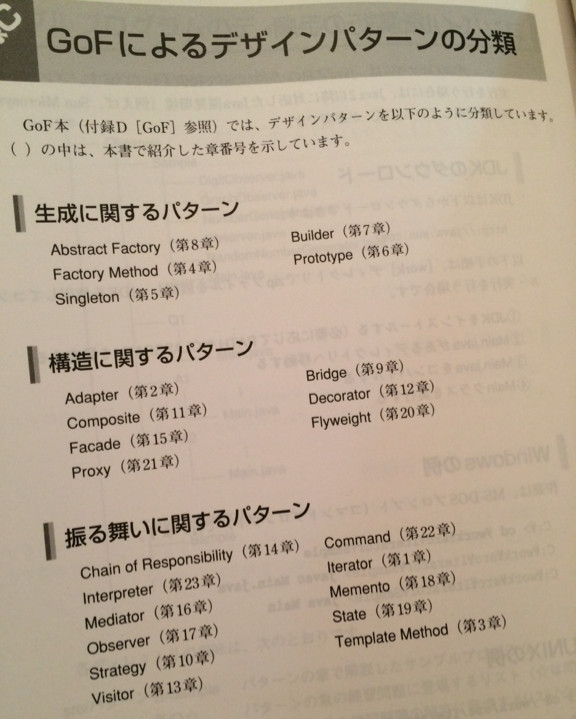 C
GoFによるデザインパターンの分類
GoF本（付録D［GoF］参照）では、デザインパターンを以下のように分類しています。
（ ）の中は、本書で紹介した章番号を示しています。
生成に関するパターン
Abstract Factory（第8章）
Factory Method（第4章）
Singleton（第5章）
Builder（第7章）
Prototype（第6章）
構造に関するパターン
Adapter（第2章）
Composite（第11章）
Facade（第15章）
Proxy（第21章）
Bridge（第9章）
Decorator（第12章）
Flyweight（第20章）
振る舞いに関するパターン
Chain of Responsibility（第14章）
Interpreter（第23章）
Mediator（第16章）
Observer（第17章）
Strategy（第10章）
Visitor（第13章）
Command（第22章）
Iterator（第1章）
Memento（第18章）
State（第19章）
Template Method（第3章）